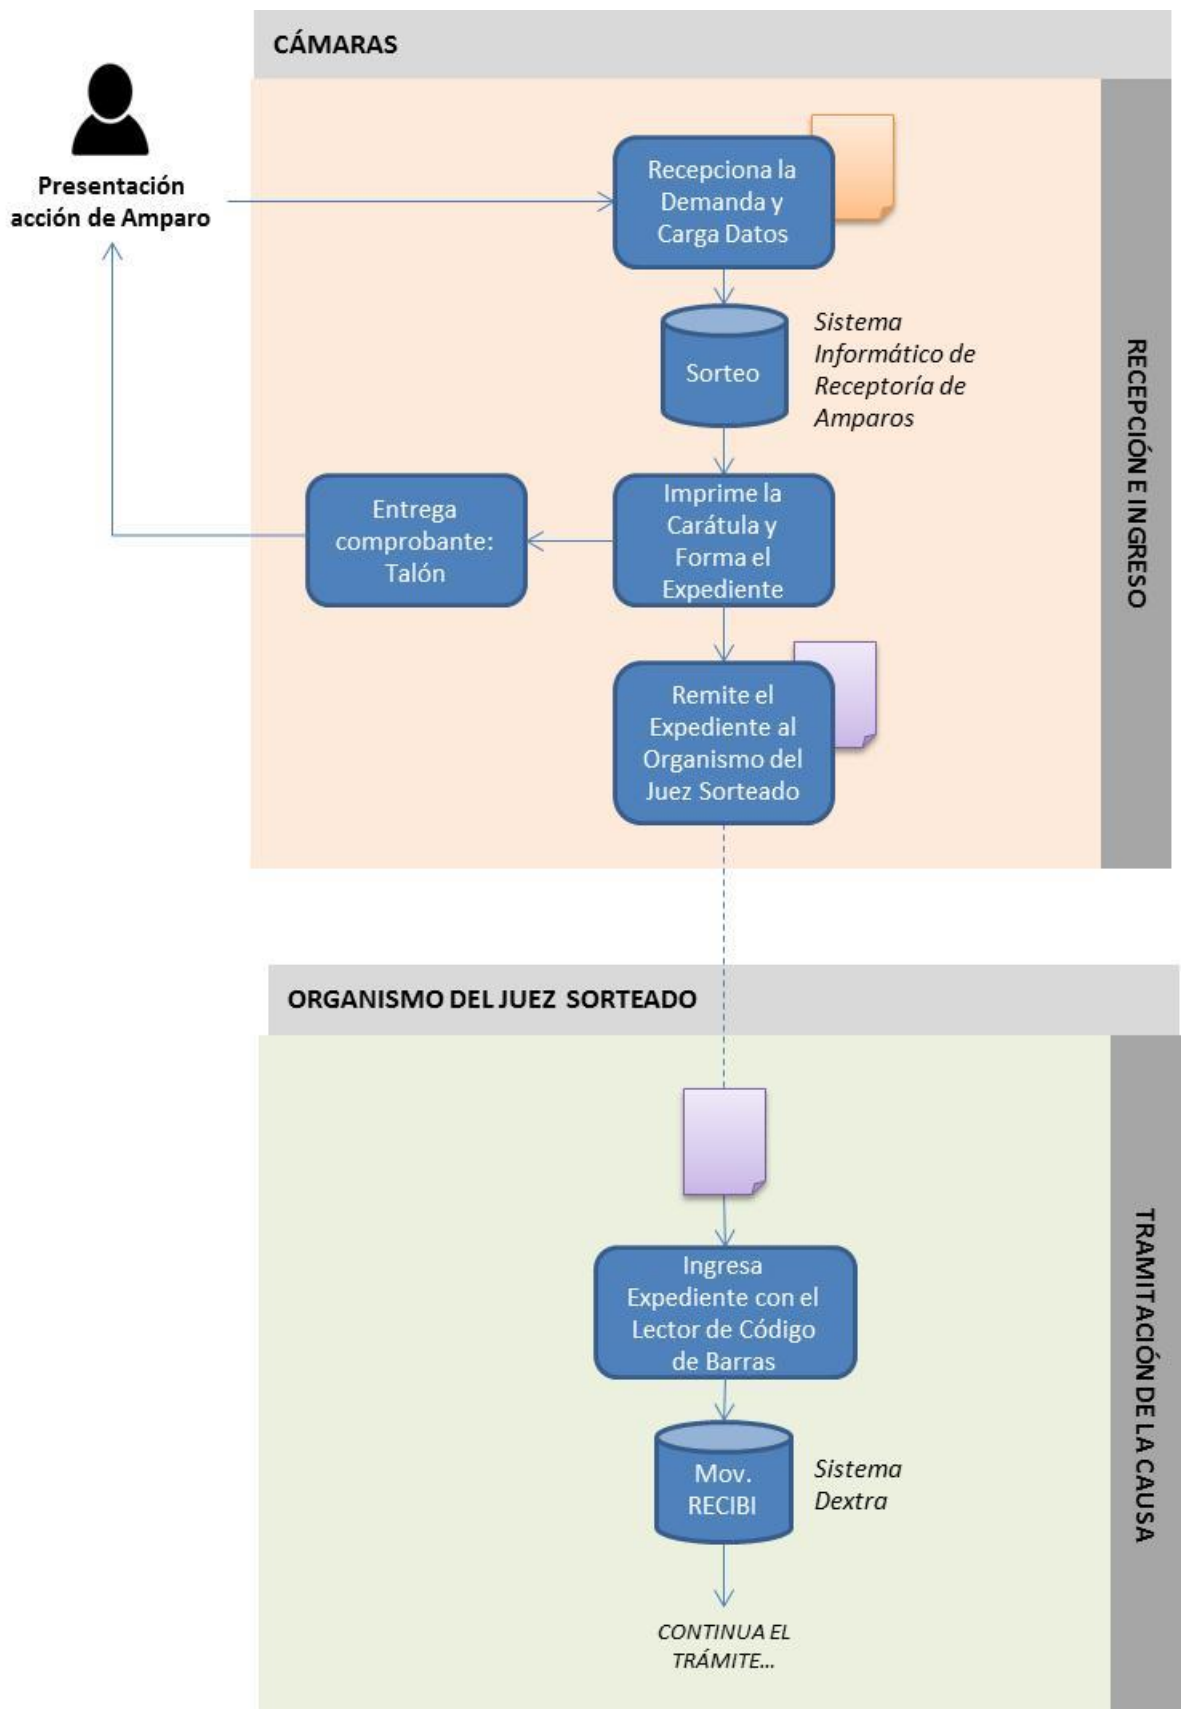 CÁMARAS
Presentación
acción de Amparo
Recepciona la
Demanda y
Carga Datos
Sorteo
Sistema
Informático de
Receptoría de
Amparos
Imprime la
Carátula y
Forma el
Expediente
Entrega
comprobante:
Talón
Remite el
Expediente al
Organismo del
Juez Sorteado
RECEPCIÓN E INGRESO
ORGANISMO DEL JUEZ SORTEADO
Ingresa
Expediente con el
Lector de Código
de Barras
Mov.
RECIBI
Sistema
Dextra
CONTINUA EL
TRÁMITE...
TRAMITACIÓN DE LA CAUSA